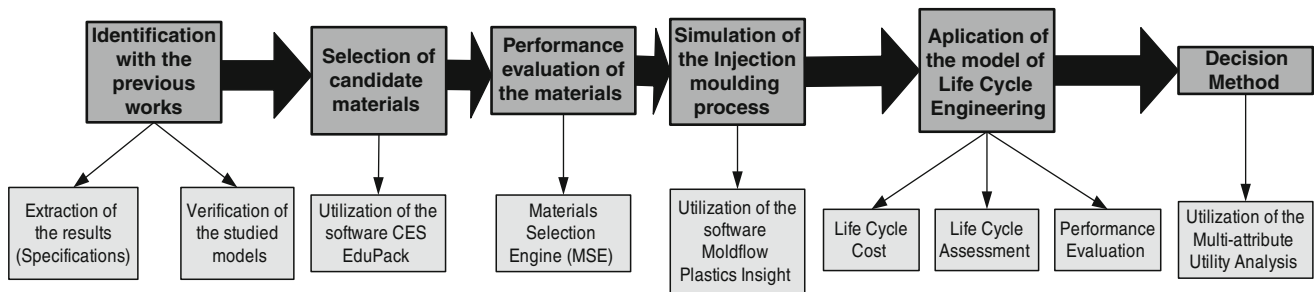 Identification
with the
previous
works
Selection of
candidate
materials
Performance
evaluation of
the materials
Simulation of
the Injection
moulding
process
Aplication of
the model of
Life Cycle
Engineering
Decision
Method
Extraction of
the results
(Specifications)
Verification of
the studied
models
Utilization of the
software CES
EduPack
Materials
Selection
Engine (MSE)
Utilization of the
software
Moldflow
Plastics Insight
Life Cycle
Cost
Life Cycle
Assessment
Performance
Evaluation
Utilization of the
Multi-attribute
Utility Analysis